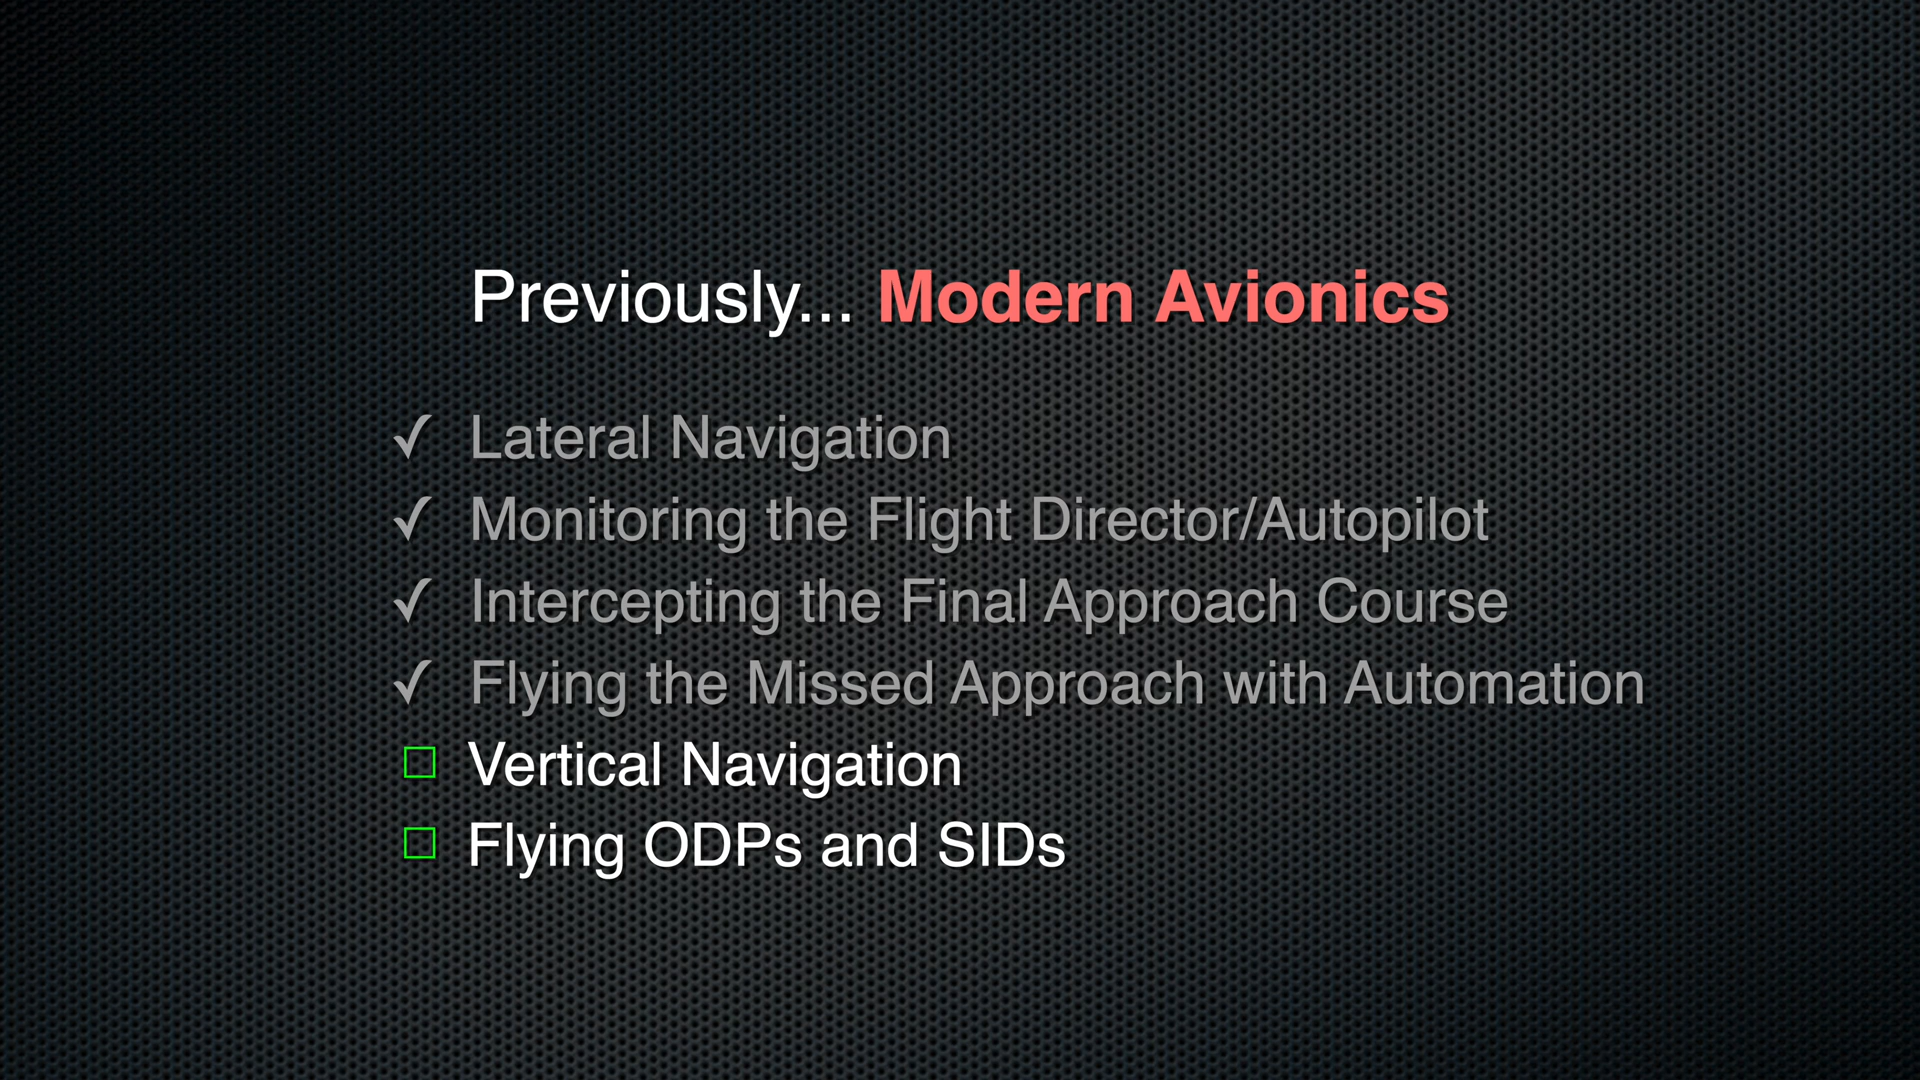 Previously... Modern Avionics
✓ Lateral Navigation
✓ Monitoring the Flight Director/Autopilot
✓ Intercepting the Final Approach Course
✓ Flying the Missed Approach with Automation
☐ Vertical Navigation
☐ Flying ODPs and SIDs